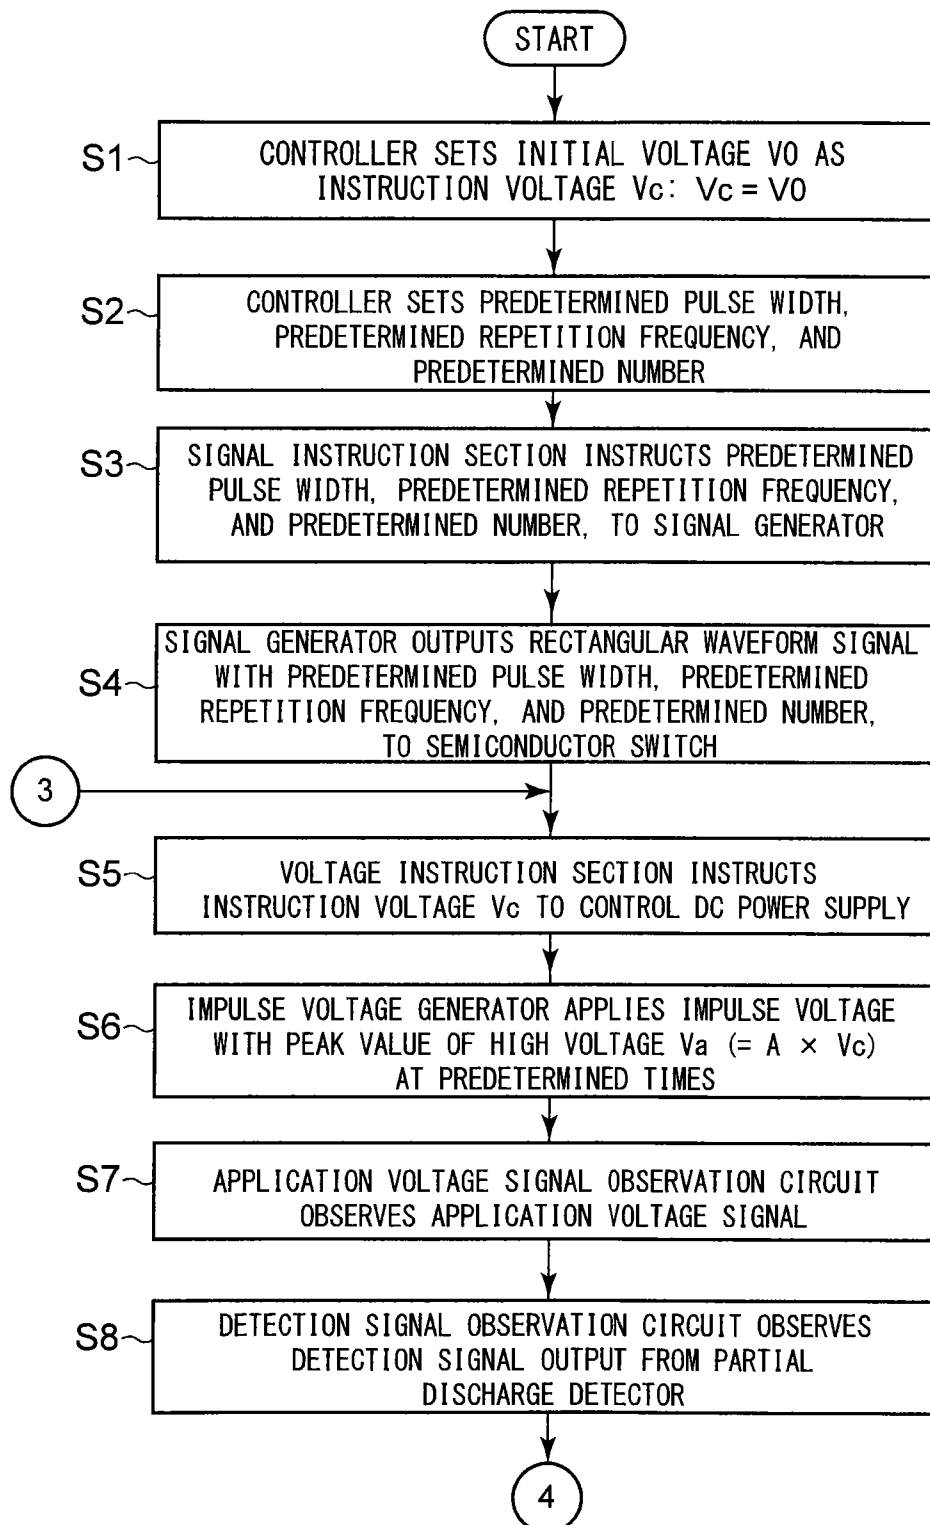 START
S1
CONTROLLER SETS INITIAL VOLTAGE V0 AS
INSTRUCTION VOLTAGE Vc: Vc = V0
S2
CONTROLLER SETS PREDETERMINED PULSE WIDTH,
PREDETERMINED REPETITION FREQUENCY, AND
PREDETERMINED NUMBER
S3
SIGNAL INSTRUCTION SECTION INSTRUCTS PREDETERMINED
PULSE WIDTH, PREDETERMINED REPETITION FREQUENCY,
AND PREDETERMINED NUMBER, TO SIGNAL GENERATOR
S4
SIGNAL GENERATOR OUTPUTS RECTANGULAR WAVEFORM SIGNAL
WITH PREDETERMINED PULSE WIDTH, PREDETERMINED
REPETITION FREQUENCY, AND PREDETERMINED NUMBER,
TO SEMICONDUCTOR SWITCH
3
S5
VOLTAGE INSTRUCTION SECTION INSTRUCTS
INSTRUCTION VOLTAGE Vc TO CONTROL DC POWER SUPPLY
S6
IMPULSE VOLTAGE GENERATOR APPLIES IMPULSE VOLTAGE
WITH PEAK VALUE OF HIGH VOLTAGE Va (= A × Vc)
AT PREDETERMINED TIMES
S7
APPLICATION VOLTAGE SIGNAL OBSERVATION CIRCUIT
OBSERVES APPLICATION VOLTAGE SIGNAL
S8
DETECTION SIGNAL OBSERVATION CIRCUIT OBSERVES
DETECTION SIGNAL OUTPUT FROM PARTIAL
DISCHARGE DETECTOR
4